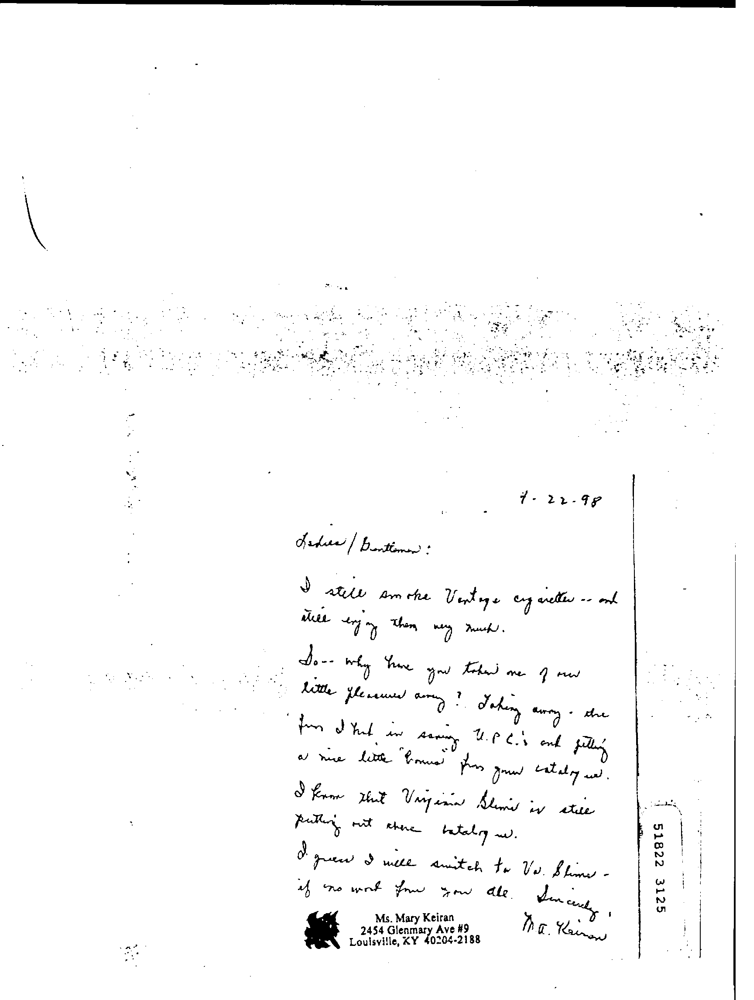 7-22-98
Ladies/Gentlemen:
I still smoke Vantage cigarettes -- and
still enjoy them very much.
So-- why have you taken one of our
little pleasures away? Taking away - the
fun I had in saving U.P.C.'s and getting
a nice little "bonus" from your catalogue.
I know that Virginia Slims is still
putting out there catalogue.
I guess I will switch to Va. Slims -
if no word from you all. Sincerely,
M.A. Keiran
Ms. Mary Keiran
2454 Glenmary Ave #9
Louisville, KY 40204-2188
51822 3125